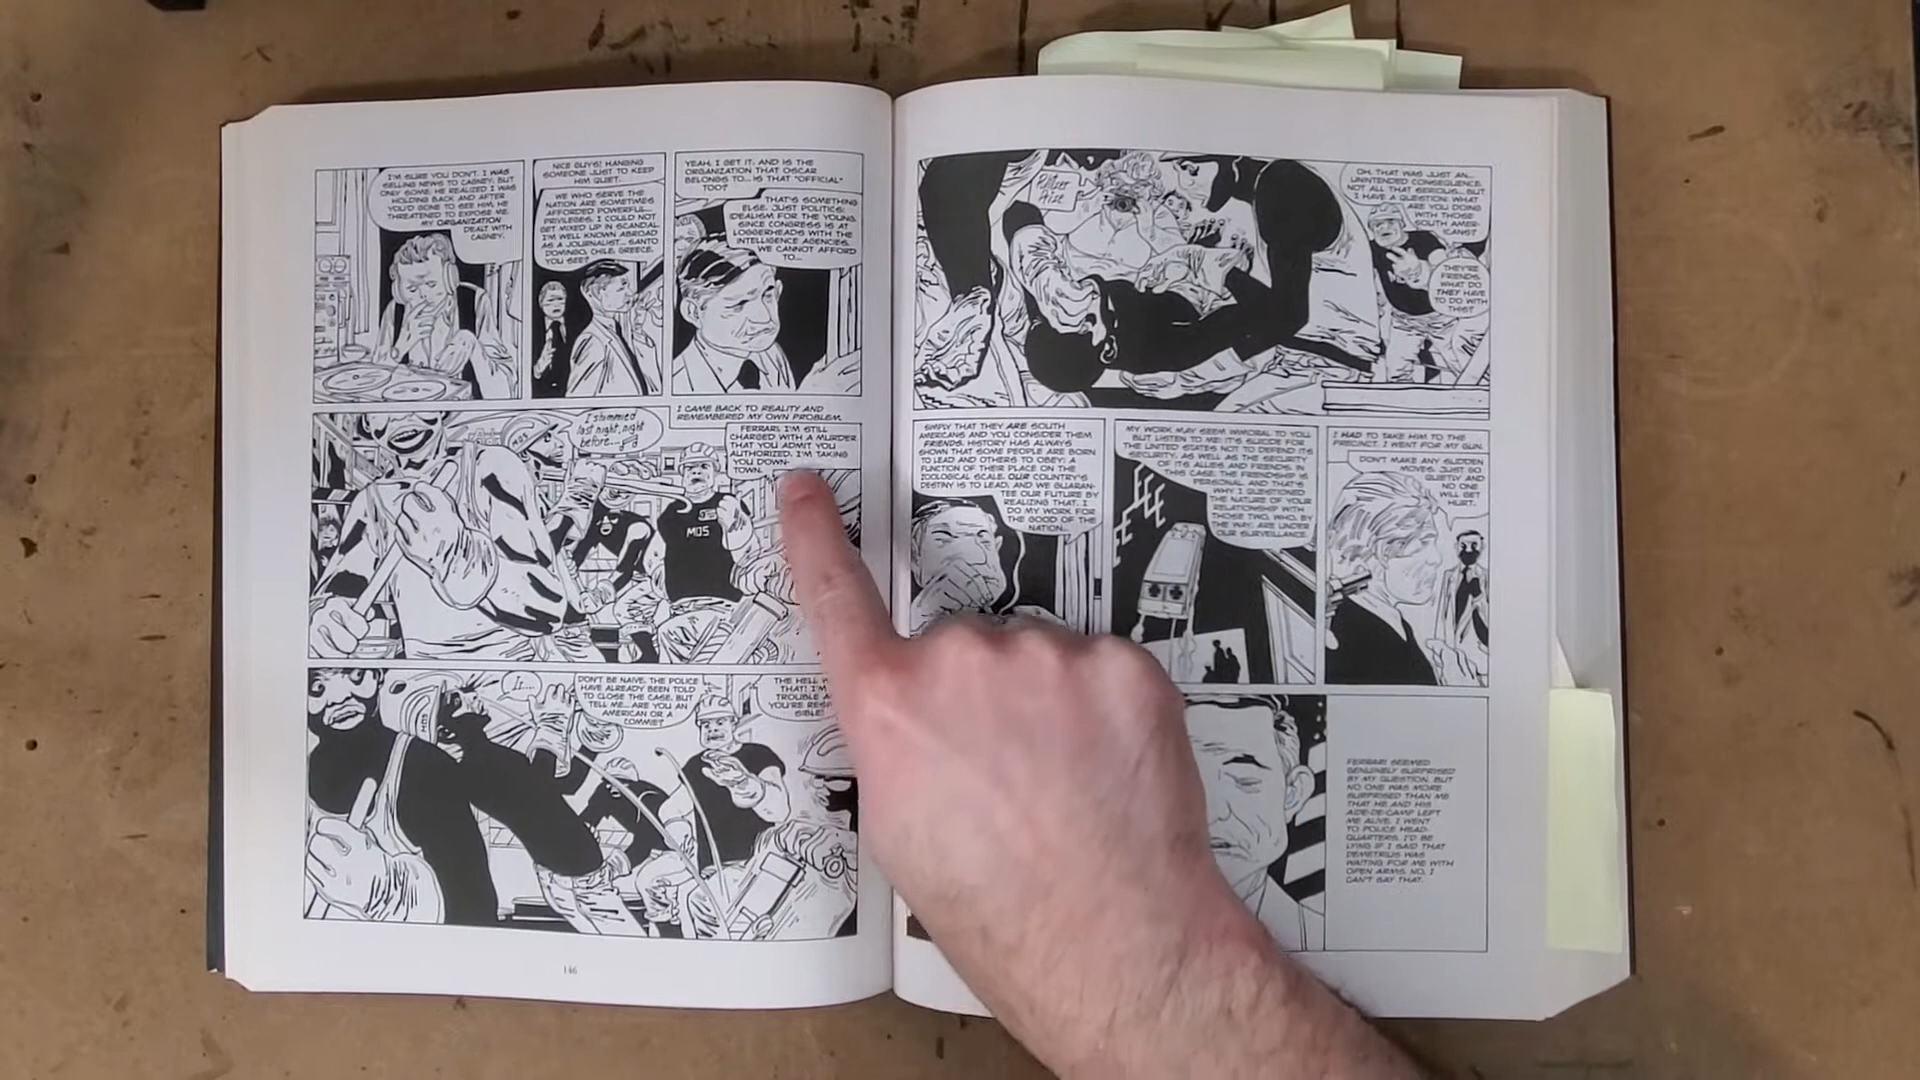 I'M SURE YOU DON'T. I WAS
SELLING NEWS TO CAGNEY, BUT
ONLY SOME. HE REALIZED I WAS
HOLDING BACK AND AFTER
YOU'D GONE TO SEE HIM, HE
THREATENED TO EXPOSE ME.
MY ORGANIZATION
DEALT WITH
CAGNEY.
NICE GUYS! HANGING
SOMEONE JUST TO KEEP
HIM QUIET.
WE WHO SERVE THE
NATION ARE SOMETIMES
AFFORDED POWERFUL...
PRIVILEGES. I COULD NOT
GET MIXED UP IN SCANDAL.
I'M WELL KNOWN ABROAD
AS A JOURNALIST... SANTO
DOMINGO, CHILE, GREECE.
YOU SEE?
YEAH, I GET IT. AND IS THE
ORGANIZATION THAT OSCAR
BELONGS TO... IS THAT "OFFICIAL"
TOO?
THAT'S SOMETHING
ELSE. JUST POLITICS;
IDEALISM FOR THE YOUNG.
SINCE CONGRESS IS AT
LOGGERHEADS WITH THE
INTELLIGENCE AGENCIES,
WE CANNOT AFFORD
TO...
I shimmied
last night, night
before...
MDS
I CAME BACK TO REALITY AND
REMEMBERED MY OWN PROBLEM.
FERRARI, I'M STILL
CHARGED WITH A MURDER
THAT YOU ADMIT YOU
AUTHORIZED. I'M TAKING
YOU DOWN-
TOWN.
MDS
MDS
DON'T BE NAIVE. THE POLICE
HAVE ALREADY BEEN TOLD
TO CLOSE THE CASE. BUT
TELL ME... ARE YOU AN
AMERICAN OR A
COMMIE?
THE HELL
THAT! I'M
TROUBLE
YOU'RE
SIBLE!
146
OH, THAT WAS JUST AN...
UNINTENDED CONSEQUENCE.
NOT ALL THAT SERIOUS... BUT
I HAVE A QUESTION: WHAT
ARE YOU DOING
WITH THOSE
SOUTH AMER-
ICANS?
THEY'RE
FRIENDS.
WHAT DO
THEY HAVE
TO DO WITH
THIS?
SIMPLY THAT THEY ARE SOUTH
AMERICANS AND YOU CONSIDER THEM
FRIENDS. HISTORY HAS ALWAYS
SHOWN THAT SOME PEOPLE ARE BORN
TO LEAD AND OTHERS TO OBEY; A
FUNCTION OF THEIR PLACE ON THE
ZOOLOGICAL SCALE. OUR COUNTRY'S
DESTINY IS TO LEAD, AND WE GUARAN-
TEE OUR FUTURE BY
REALIZING THAT. I
DO MY WORK FOR
THE GOOD OF THE
NATION...
MY WORK MAY SEEM IMMORAL TO YOU,
BUT LISTEN TO ME: IT'S SUICIDE FOR
THE UNITED STATES NOT TO DEFEND ITS
SECURITY, AS WELL AS THE SECURITY
OF ITS ALLIES AND FRIENDS. IN
THIS CASE, THE FRIENDSHIP IS
PERSONAL. AND THAT'S
WHY I QUESTIONED
THE NATURE OF YOUR
RELATIONSHIP WITH
THOSE TWO, WHO, BY
THE WAY, ARE UNDER
OUR SURVEILLANCE.
I HAD TO TAKE HIM TO THE
PRECINCT. I WENT FOR MY GUN.
DON'T MAKE ANY SUDDEN
MOVES. JUST GO
QUIETLY AND
NO ONE
WILL GET
HURT.
FERRARI SEEMED
GENUINELY SURPRISED
BY MY QUESTION. BUT
NO ONE WAS MORE
SURPRISED THAN ME
THAT HE AND HIS
AIDE-DE-CAMP LEFT
ME ALIVE. I WENT
TO POLICE HEAD-
QUARTERS. I'D BE
LYING IF I SAID THAT
DEMETRIUS WAS
WAITING FOR ME WITH
OPEN ARMS. NO, I
CAN'T SAY THAT.